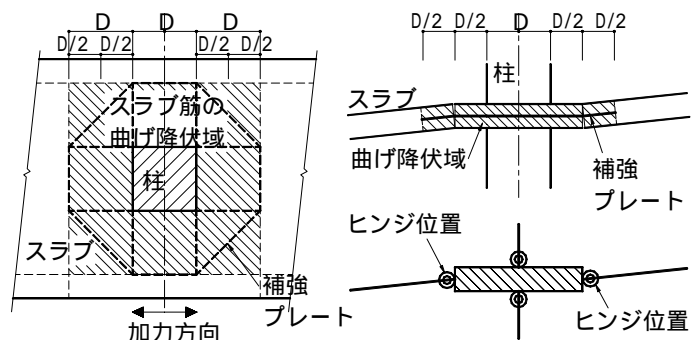 D D D
D/2 D/2 D/2 D/2
スラブ筋の
曲げ降伏域
柱
スラブ
補強
プレート
加力方向
D/2 D/2 D D/2 D/2
柱
スラブ
曲げ降伏域
補強
プレート
ヒンジ位置
ヒンジ位置